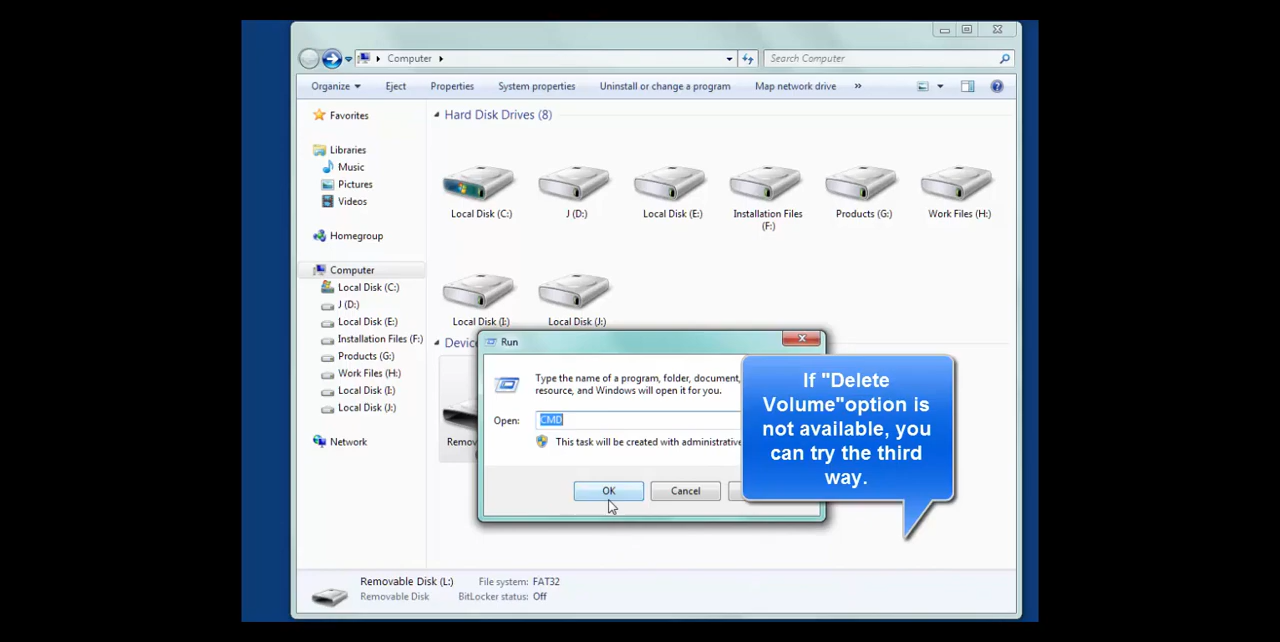 Computer
Search Computer
Organize
Eject
Properties
System properties
Uninstall or change a program
Map network drive
»
Favorites
Libraries
Music
Pictures
Videos
Homegroup
Computer
Local Disk (C:)
J (D:)
Local Disk (E:)
Installation Files (F:)
Products (G:)
Work Files (H:)
Local Disk (I:)
Local Disk (J:)
Network
Hard Disk Drives (8)
Local Disk (C:)
J (D:)
Local Disk (E:)
Installation Files
(F:)
Products (G:)
Work Files (H:)
Local Disk (I:)
Local Disk (J:)
Devic
Remov
Run
Type the name of a program, folder, document,
resource, and Windows will open it for you.
Open:
CMD
This task will be created with administrative
OK
Cancel
If "Delete
Volume"option is
not available, you
can try the third
way.
Removable Disk (L:)
File system: FAT32
Removable Disk
BitLocker status: Off